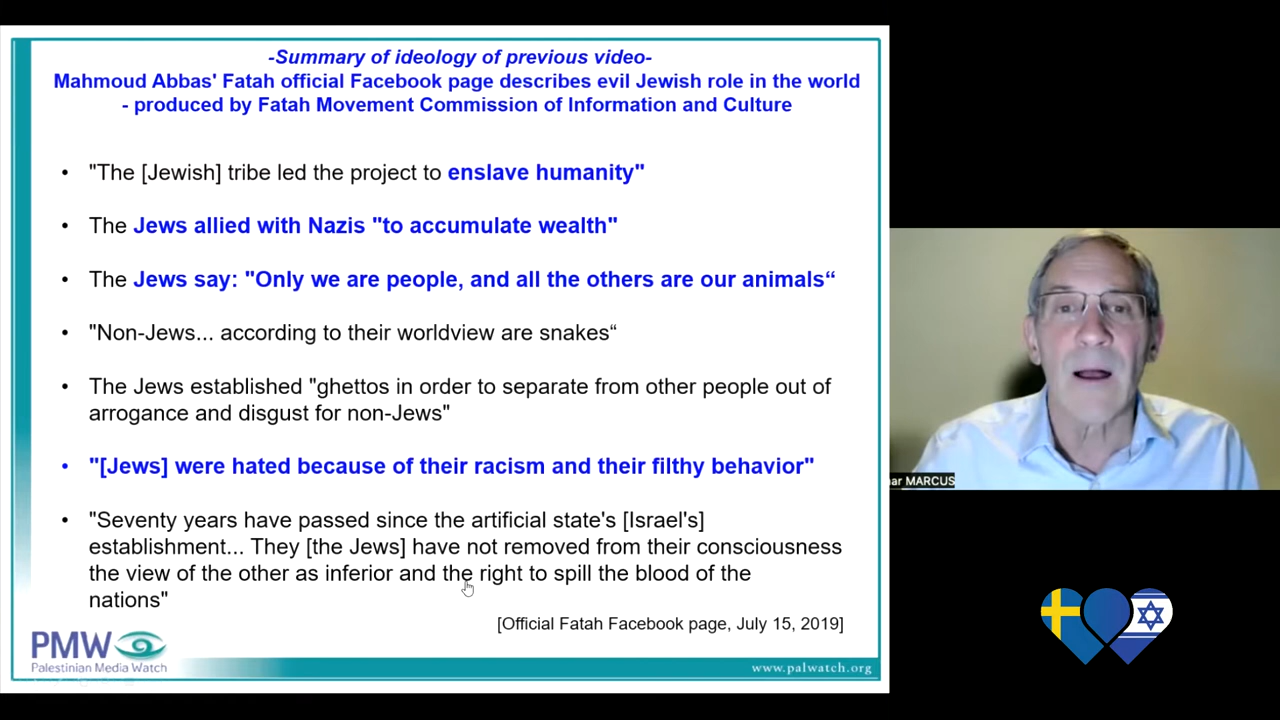 -Summary of ideology of previous video-
Mahmoud Abbas' Fatah official Facebook page describes evil Jewish role in the world
- produced by Fatah Movement Commission of Information and Culture
• "The [Jewish] tribe led the project to enslave humanity"
• The Jews allied with Nazis "to accumulate wealth"
• The Jews say: "Only we are people, and all the others are our animals“
• "Non-Jews... according to their worldview are snakes“
• The Jews established "ghettos in order to separate from other people out of
arrogance and disgust for non-Jews"
• "[Jews] were hated because of their racism and their filthy behavior"
• "Seventy years have passed since the artificial state's [Israel's]
establishment... They [the Jews] have not removed from their consciousness
the view of the other as inferior and the right to spill the blood of the
nations"
[Official Fatah Facebook page, July 15, 2019]
PMW
Palestinian Media Watch
www.palwatch.org
ar MARCUS